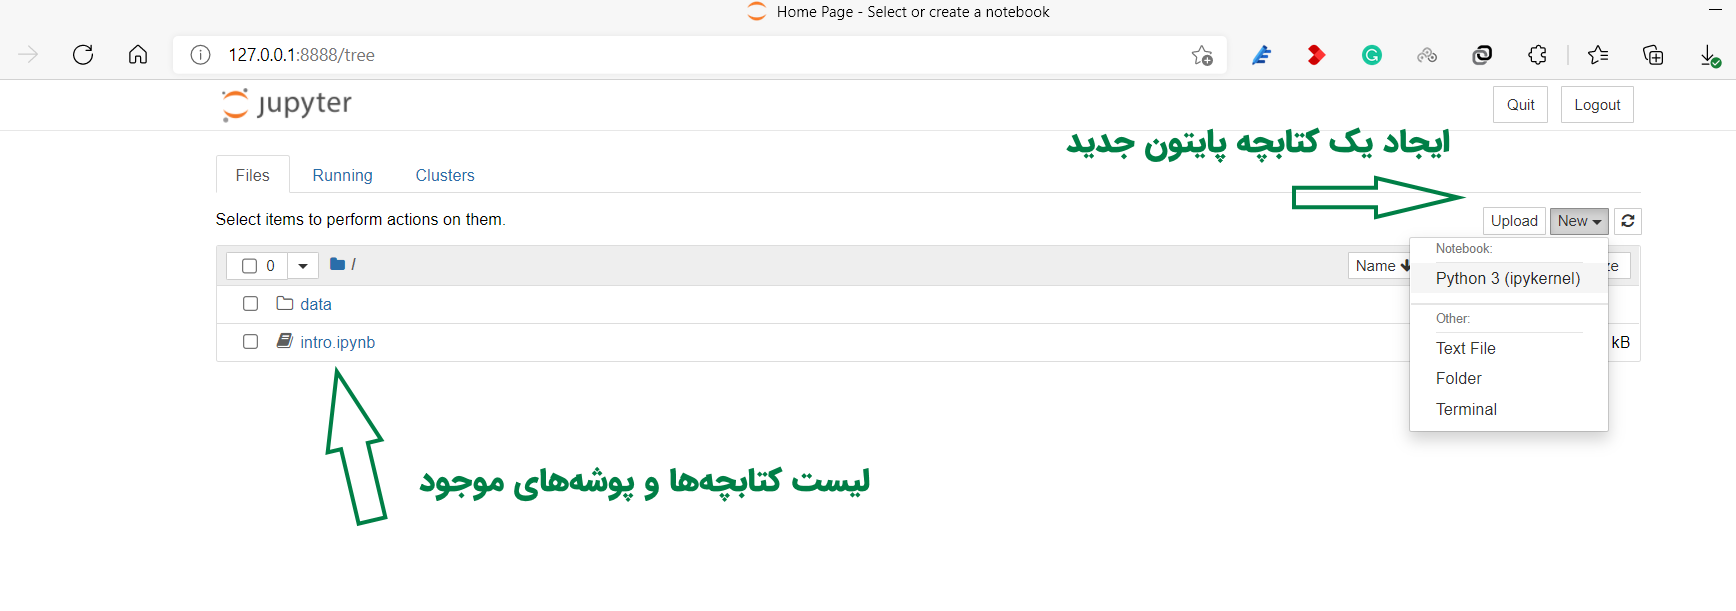 Home Page - Select or create a notebook
127.0.0.1:8888/tree
jupyter
Quit
Logout
ایجاد یک کتابچه پایتون جدید
Files
Running
Clusters
Select items to perform actions on them.
Upload
New
0
/
Name
Notebook:
Python 3 (ipykernel)
data
Other:
intro.ipynb
kB
Text File
Folder
Terminal
لیست کتابچه‌ها و پوشه‌های موجود